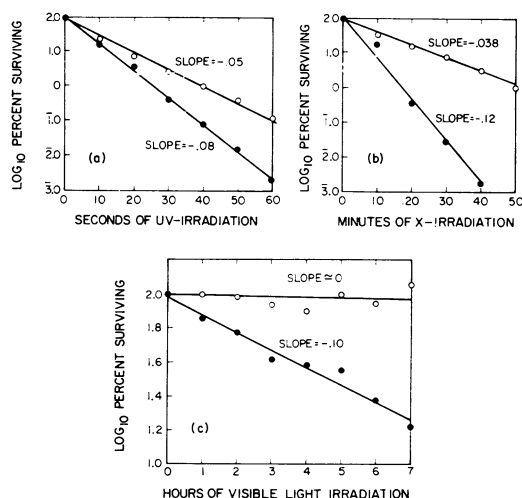 LOG10 PERCENT SURVIVING
2.0
1.0
0
1.0
2.0
3.0
SLOPE=-.05
SLOPE=-.08
(a)
0 10 20 30 40 50 60
SECONDS OF UV-IRRADIATION
LOG10 PERCENT SURVIVING
2.0
1.0
0
1.0
2.0
3.0
SLOPE=-.038
SLOPE=-.12
(b)
0 10 20 30 40 50
MINUTES OF X-IRRADIATION
LOG10 PERCENT SURVIVING
2.0
1.8
1.6
1.4
1.2
1.0
SLOPE≃0
SLOPE=-.10
(c)
0 1 2 3 4 5 6 7
HOURS OF VISIBLE LIGHT IRRADIATION